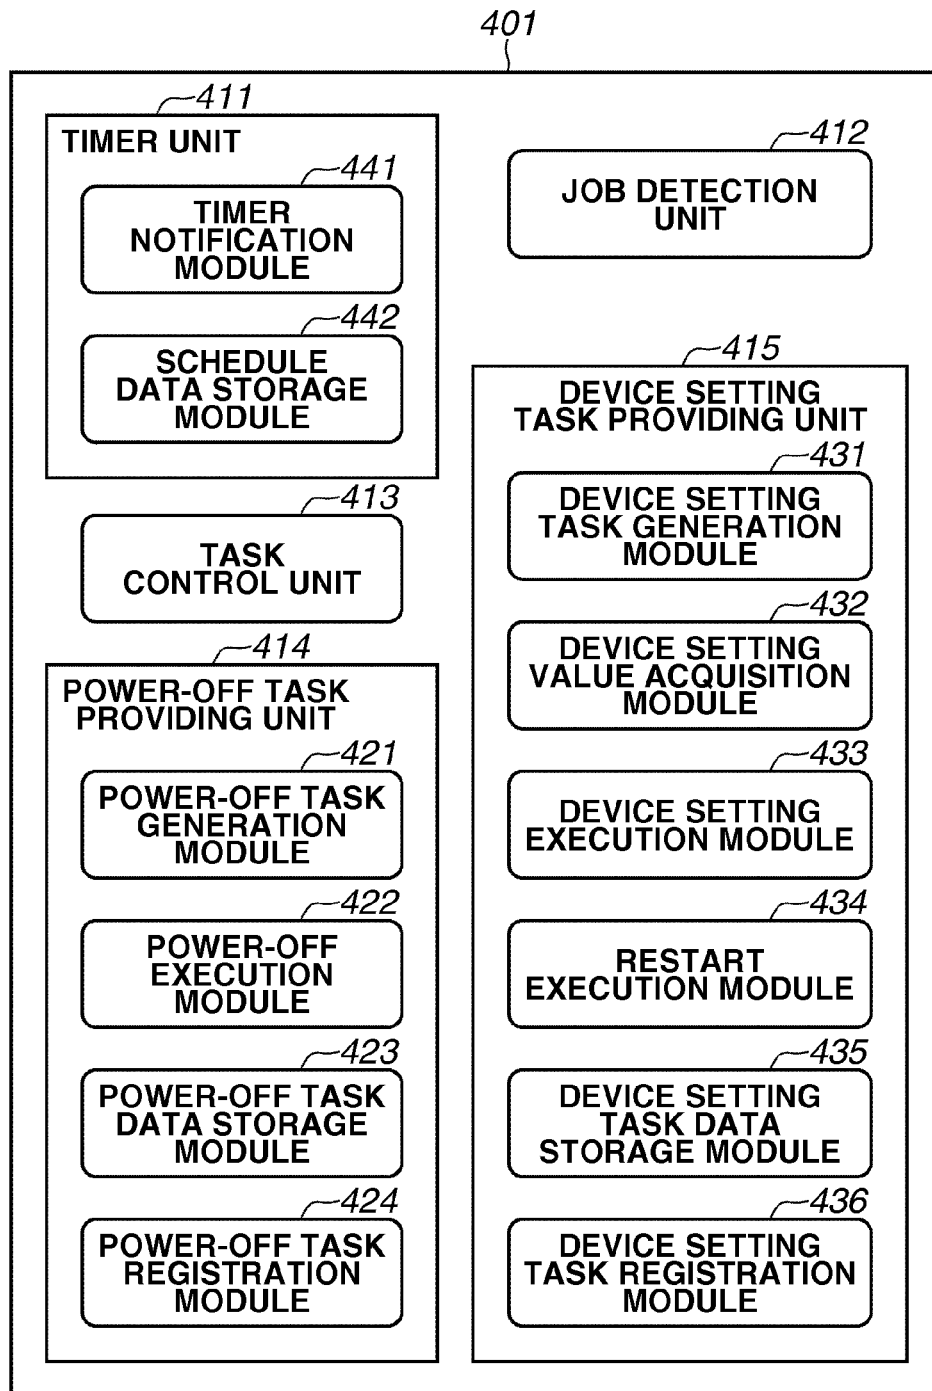 401
411
TIMER UNIT
441
TIMER
NOTIFICATION
MODULE
442
SCHEDULE
DATA STORAGE
MODULE
412
JOB DETECTION
UNIT
413
TASK
CONTROL UNIT
414
POWER-OFF TASK
PROVIDING UNIT
421
POWER-OFF TASK
GENERATION
MODULE
422
POWER-OFF
EXECUTION
MODULE
423
POWER-OFF TASK
DATA STORAGE
MODULE
424
POWER-OFF TASK
REGISTRATION
MODULE
415
DEVICE SETTING
TASK PROVIDING UNIT
431
DEVICE SETTING
TASK GENERATION
MODULE
432
DEVICE SETTING
VALUE ACQUISITION
MODULE
433
DEVICE SETTING
EXECUTION MODULE
434
RESTART
EXECUTION MODULE
435
DEVICE SETTING
TASK DATA
STORAGE MODULE
436
DEVICE SETTING
TASK REGISTRATION
MODULE